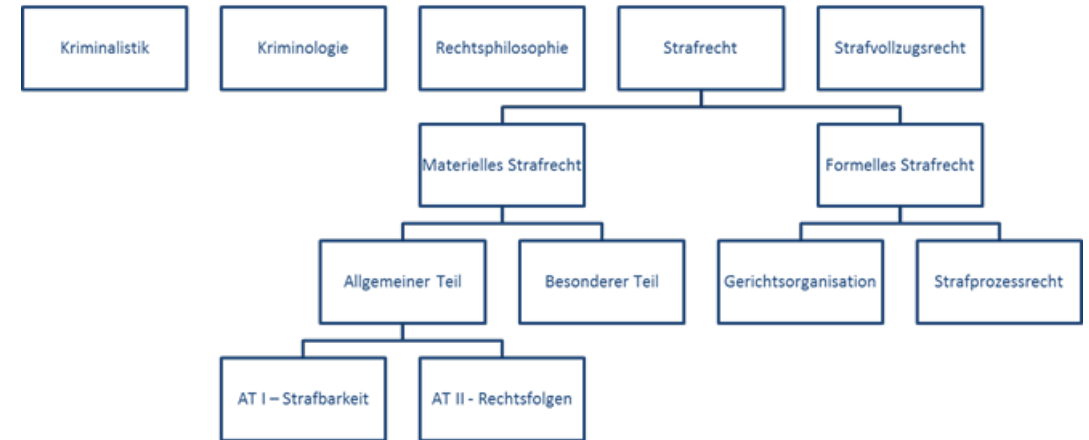 Kriminalistik
Kriminologie
Rechtsphilosophie
Strafrecht
Strafvollzugsrecht
Materielles Strafrecht
Formelles Strafrecht
Allgemeiner Teil
Besonderer Teil
Gerichtsorganisation
Strafprozessrecht
AT I – Strafbarkeit
AT II - Rechtsfolgen